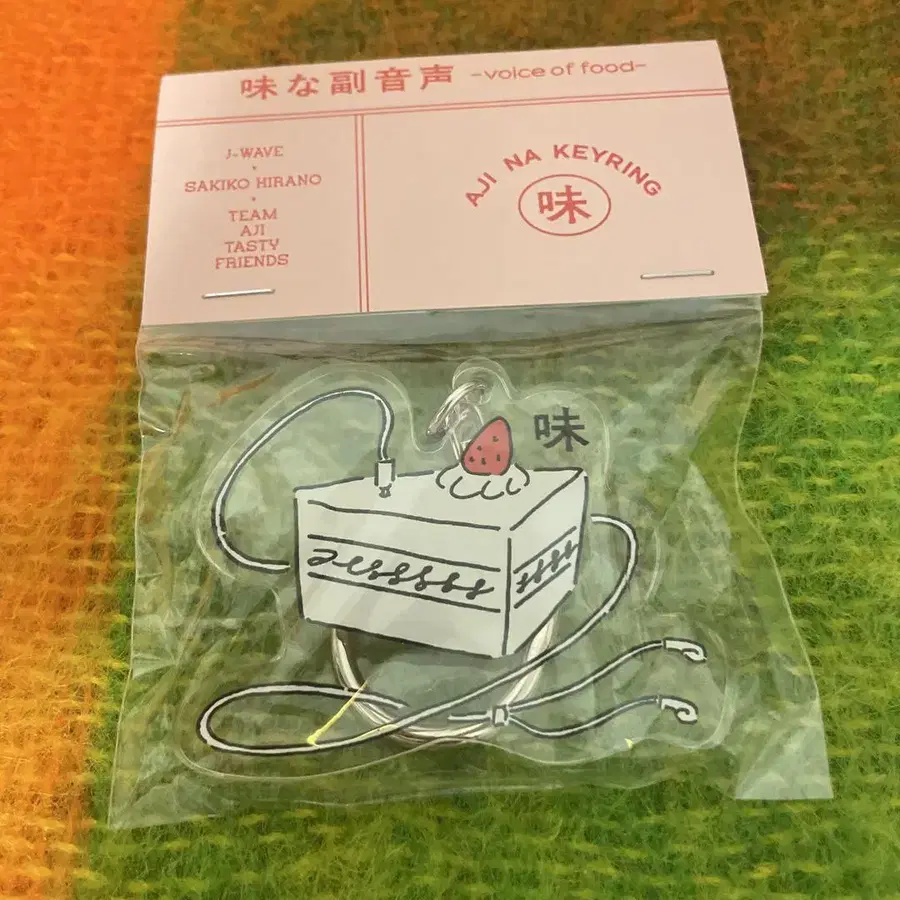 味な副音声 -voice of food-
J-WAVE
・
SAKIKO HIRANO
・
TEAM
AJI
TASTY
FRIENDS
AJI NA KEYRING
味
味